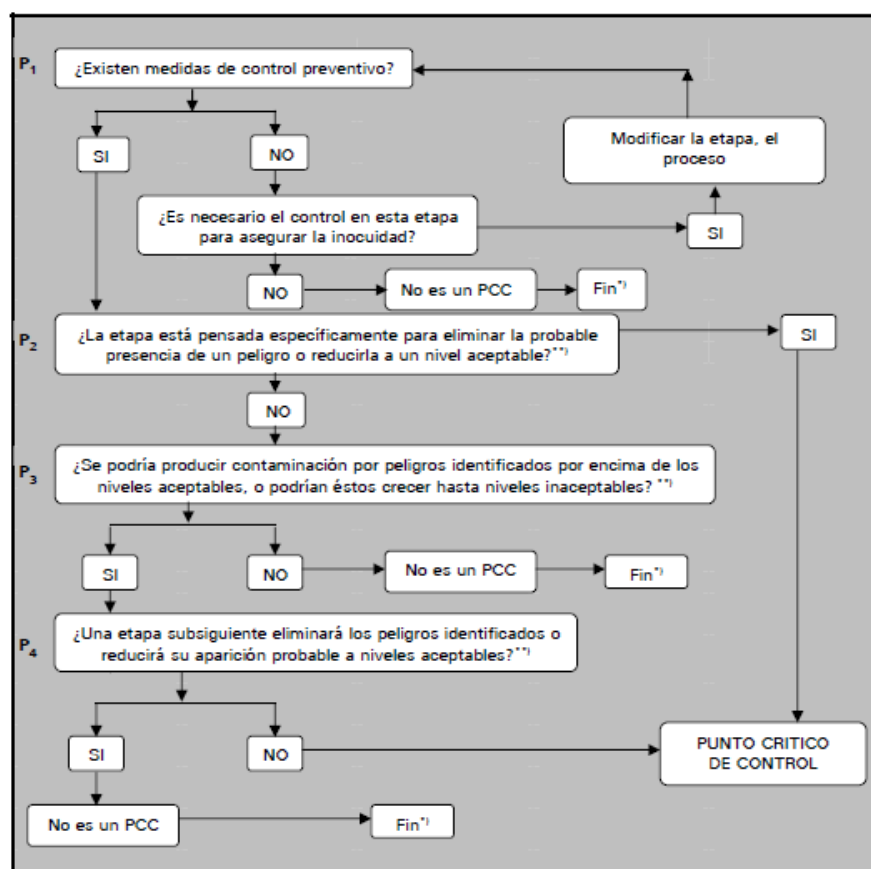 P1
¿Existen medidas de control preventivo?
SI
NO
Modificar la etapa, el
proceso
¿Es necesario el control en esta etapa
para asegurar la inocuidad?
SI
NO
No es un PCC
Fin*)
P2
¿La etapa está pensada específicamente para eliminar la probable
presencia de un peligro o reducirla a un nivel aceptable?**)
SI
NO
P3
¿Se podría producir contaminación por peligros identificados por encima de los
niveles aceptables, o podrían éstos crecer hasta niveles inaceptables? **)
SI
NO
No es un PCC
Fin*)
P4
¿Una etapa subsiguiente eliminará los peligros identificados o
reducirá su aparición probable a niveles aceptables?**)
SI
NO
PUNTO CRITICO
DE CONTROL
No es un PCC
Fin*)